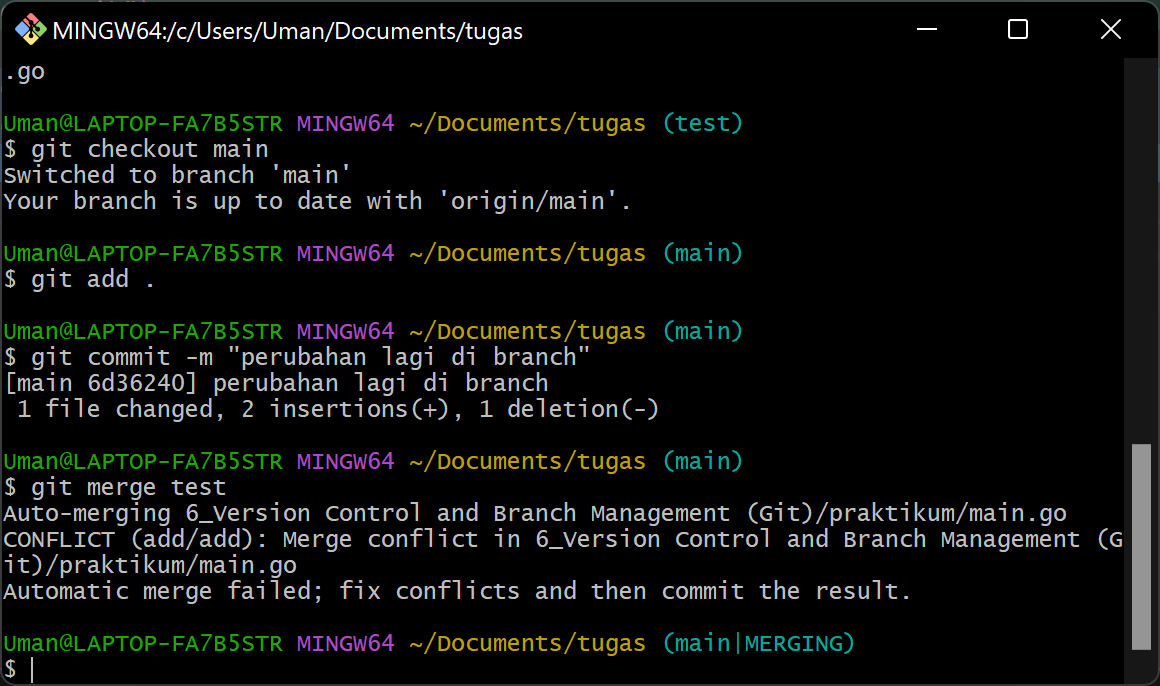 MINGW64:/c/Users/Uman/Documents/tugas
.go
Uman@LAPTOP-FA7B5STR MINGW64 ~/Documents/tugas (test)
$ git checkout main
Switched to branch 'main'
Your branch is up to date with 'origin/main'.
Uman@LAPTOP-FA7B5STR MINGW64 ~/Documents/tugas (main)
$ git add .
Uman@LAPTOP-FA7B5STR MINGW64 ~/Documents/tugas (main)
$ git commit -m "perubahan lagi di branch"
[main 6d36240] perubahan lagi di branch
 1 file changed, 2 insertions(+), 1 deletion(-)
Uman@LAPTOP-FA7B5STR MINGW64 ~/Documents/tugas (main)
$ git merge test
Auto-merging 6_Version Control and Branch Management (Git)/praktikum/main.go
CONFLICT (add/add): Merge conflict in 6_Version Control and Branch Management (G
it)/praktikum/main.go
Automatic merge failed; fix conflicts and then commit the result.
Uman@LAPTOP-FA7B5STR MINGW64 ~/Documents/tugas (main|MERGING)
$